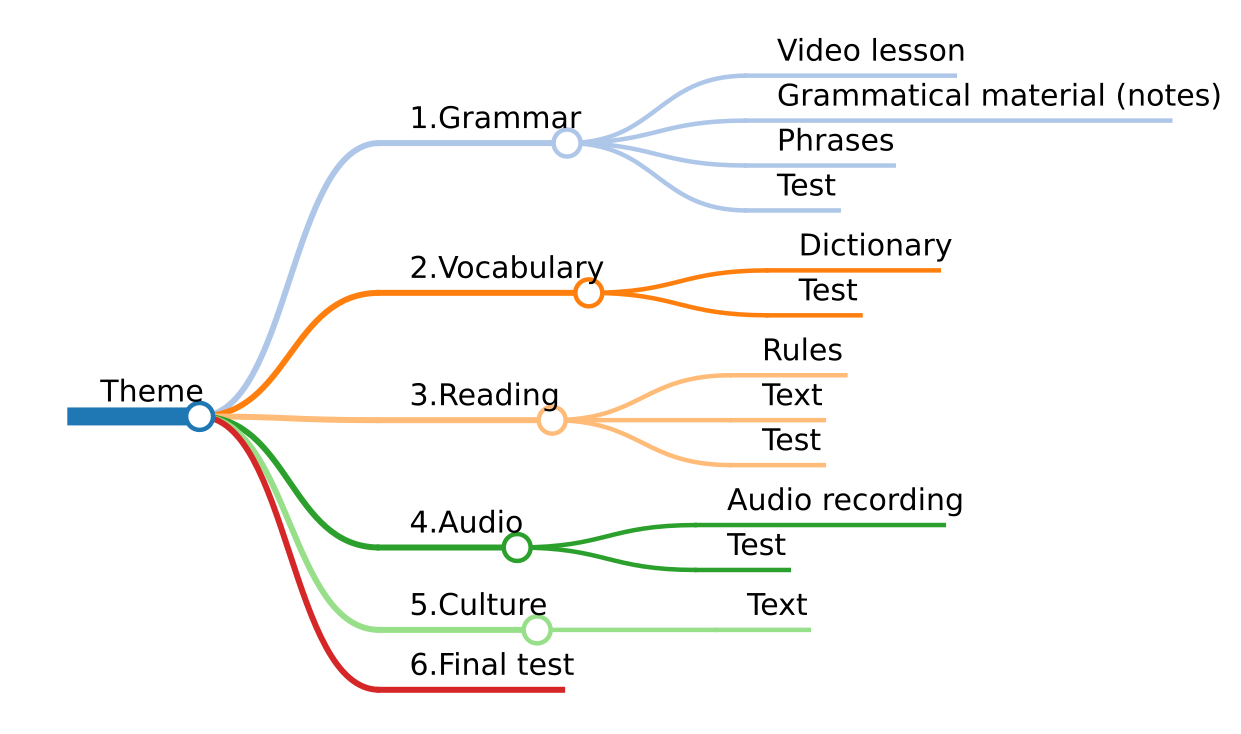 Theme
1.Grammar
Video lesson
Grammatical material (notes)
Phrases
Test
2.Vocabulary
Dictionary
Test
3.Reading
Rules
Text
Test
4.Audio
Audio recording
Test
5.Culture
Text
6.Final test